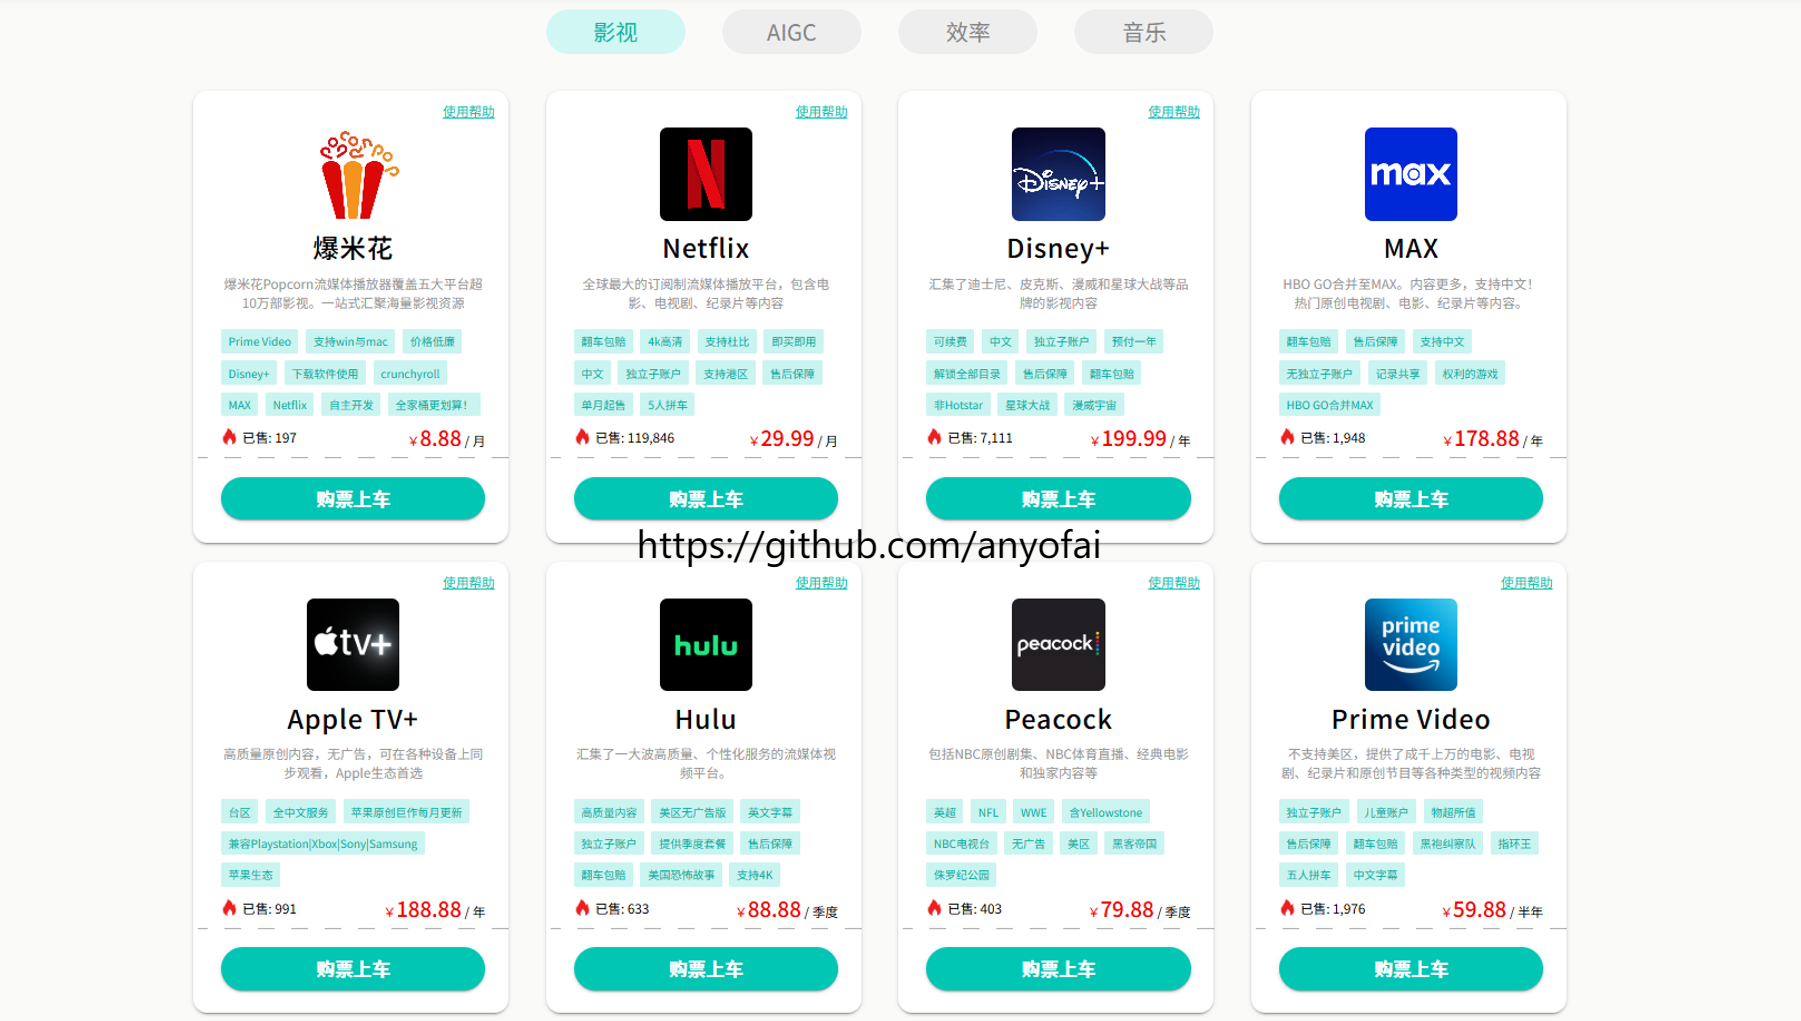 影视
AIGC
效率
音乐
使用帮助
popcornpop
爆米花
爆米花Popcorn流媒体播放器覆盖五大平台超
10万部影视。一站式汇聚海量影视资源
Prime Video 支持win与mac 价格低廉
Disney+ 下载软件使用 crunchyroll
MAX Netflix 自主开发 全家桶更划算！
已售: 197 ￥8.88 / 月
购票上车
使用帮助
N
Netflix
全球最大的订阅制流媒体播放平台，包含电
影、电视剧、纪录片等内容
翻车包赔 4k高清 支持杜比 即买即用
中文 独立子账户 支持港区 售后保障
单月起售 5人拼车
已售: 119,846 ￥29.99 / 月
购票上车
使用帮助
Disney+
Disney+
汇集了迪士尼、皮克斯、漫威和星球大战等品
牌的影视内容
可续费 中文 独立子账户 预付一年
解锁全部目录 售后保障 翻车包赔
非Hotstar 星球大战 漫威宇宙
已售: 7,111 ￥199.99 / 年
购票上车
max
MAX
HBO GO合并至MAX。内容更多，支持中文！
热门原创电视剧、电影、纪录片等内容。
翻车包赔 售后保障 支持中文
无独立子账户 记录共享 权利的游戏
HBO GO合并MAX
已售: 1,948 ￥178.88 / 年
购票上车
https://github.com/anyofai
使用帮助
tv+
Apple TV+
高质量原创内容，无广告，可在各种设备上同
步观看，Apple生态首选
台区 全中文服务 苹果原创巨作每月更新
兼容Playstation|Xbox|Sony|Samsung
苹果生态
已售: 991 ￥188.88 / 年
购票上车
使用帮助
hulu
Hulu
汇集了一大波高质量、个性化服务的流媒体视
频平台。
高质量内容 美区无广告版 英文字幕
独立子账户 提供季度套餐 售后保障
翻车包赔 美国恐怖故事 支持4K
已售: 633 ￥88.88 / 季度
购票上车
使用帮助
peacock
Peacock
包括NBC原创剧集、NBC体育直播、经典电影
和独家内容等
英超 NFL WWE 含Yellowstone
NBC电视台 无广告 美区 黑客帝国
侏罗纪公园
已售: 403 ￥79.88 / 季度
购票上车
使用帮助
prime
video
Prime Video
不支持美区，提供了成千上万的电影、电视
剧、纪录片和原创节目等各种类型的视频内容
独立子账户 儿童账户 物超所值
售后保障 翻车包赔 黑袍纠察队 指环王
五人拼车 中文字幕
已售: 1,976 ￥59.88 / 半年
购票上车